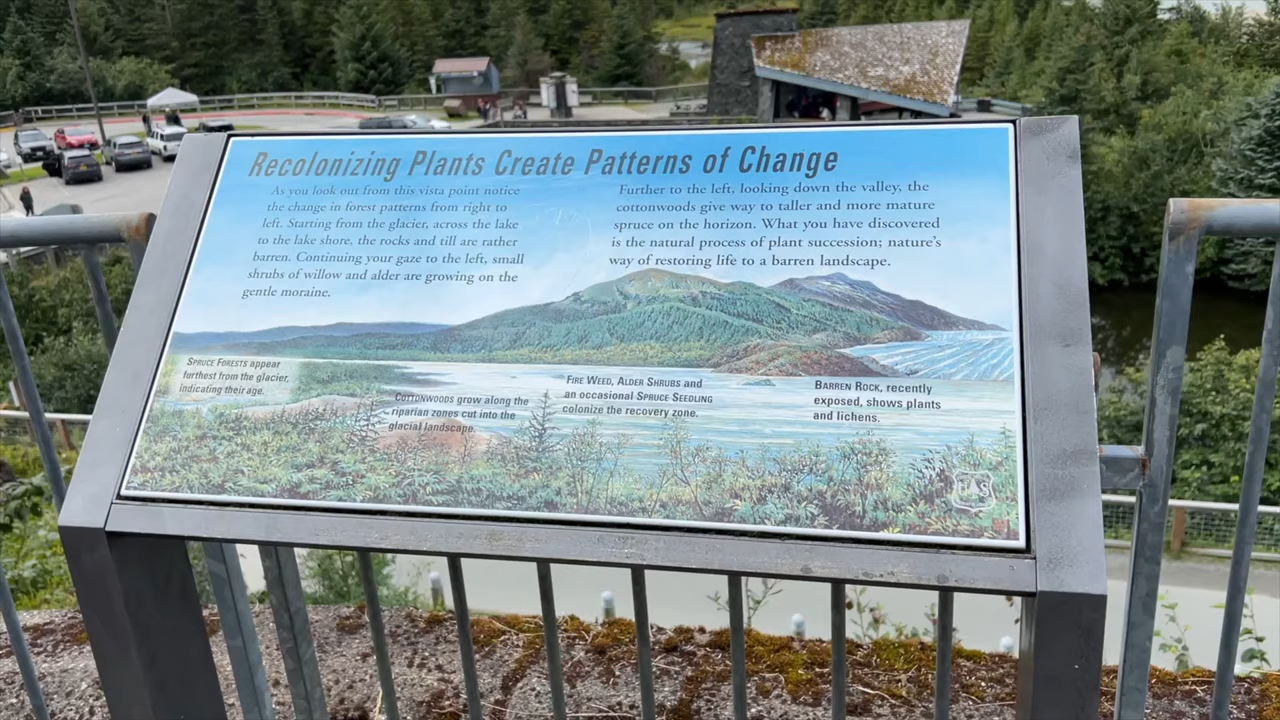 Recolonizing Plants Create Patterns of Change
As you look out from this vista point notice
the change in forest patterns from right to
left. Starting from the glacier, across the lake
to the lake shore, the rocks and till are rather
barren. Continuing your gaze to the left, small
shrubs of willow and alder are growing on the
gentle moraine.
Further to the left, looking down the valley, the
cottonwoods give way to taller and more mature
spruce on the horizon. What you have discovered
is the natural process of plant succession; nature's
way of restoring life to a barren landscape.
SPRUCE FORESTS appear
furthest from the glacier,
indicating their age.
COTTONWOODS grow along the
riparian zones cut into the
glacial landscape.
FIRE WEED, ALDER SHRUBS and
an occasional SPRUCE SEEDLING
colonize the recovery zone.
BARREN ROCK, recently
exposed, shows plants
and lichens.